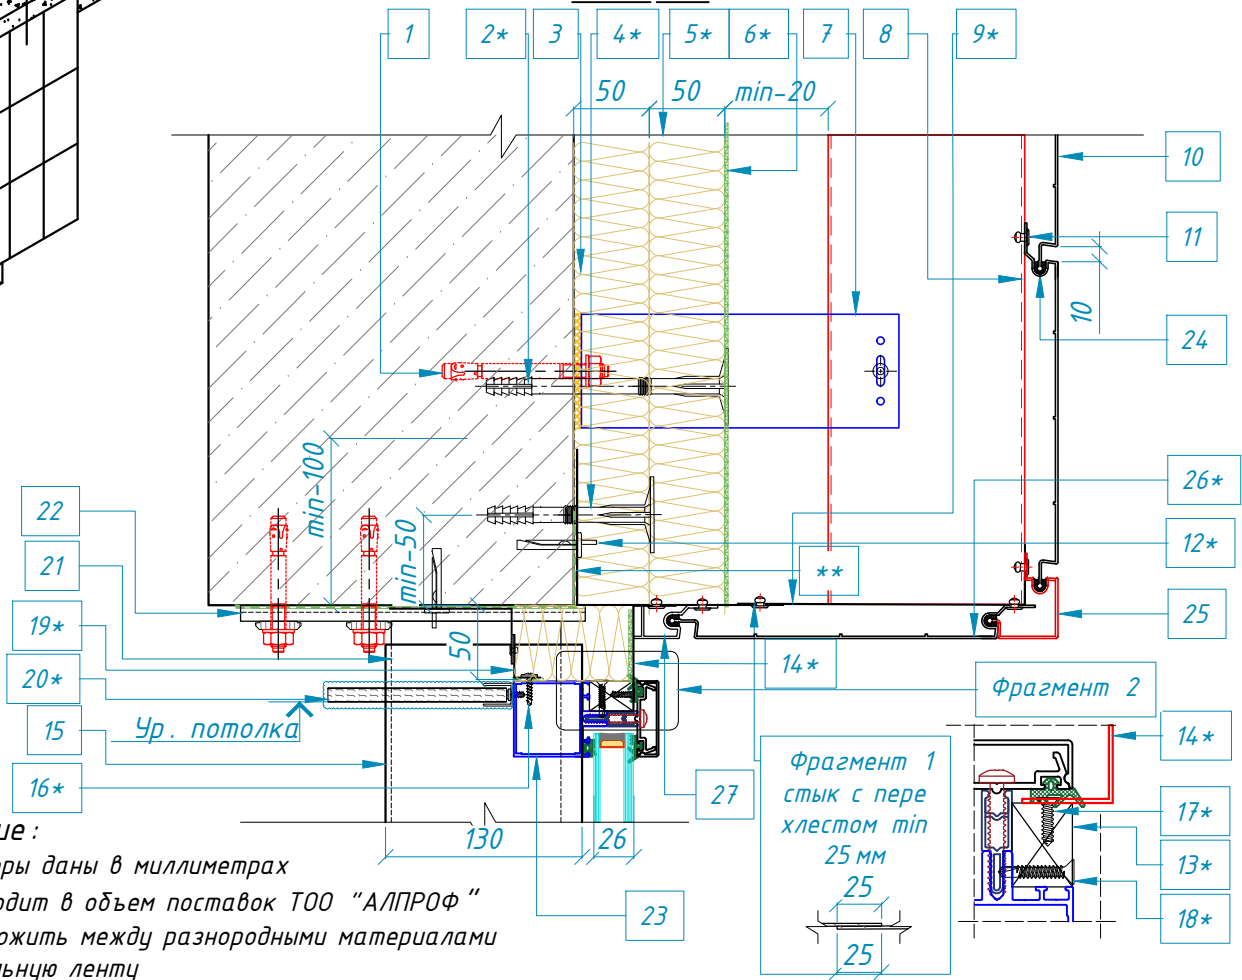 1
2*
3
4*
5*
6*
7
8
9*
50
50
min-20
10
11
10
24
min-100
min-50
22
21
19*
20*
15
16*
50
Ур. потолка
130
26
26*
12*
**
25
14*
27
23
Фрагмент 2
Фрагмент 1
стык с пере
хлестом min
25 мм
25
25
14*
17*
13*
18*
ие:
ры даны в миллиметрах
одит в объем поставок ТОО "АЛПРОФ"
ожить между разнородными материалами
ьную ленту